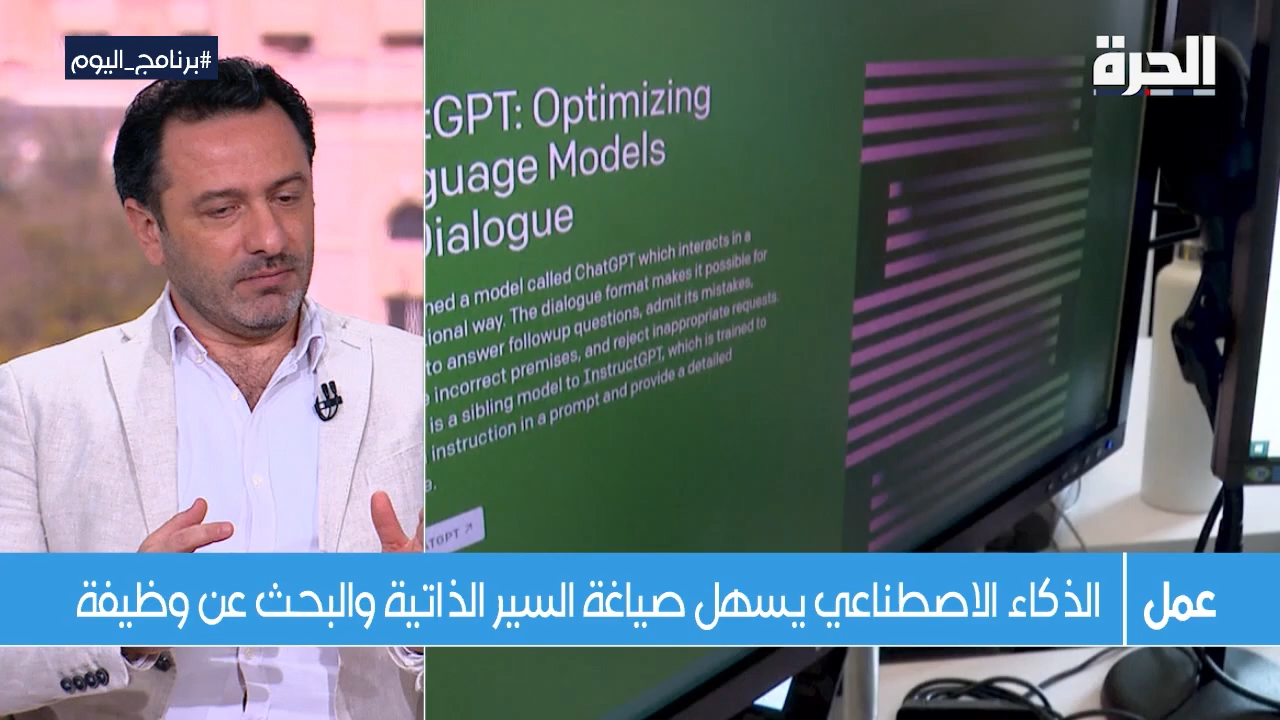 #برنامج_اليوم
الحرة
tGPT: Optimizing
guage Models
Dialogue
ned a model called ChatGPT which interacts in a
ional way. The dialogue format makes it possible for
to answer followup questions, admit its mistakes,
incorrect premises, and reject inappropriate requests.
is a sibling model to InstructGPT, which is trained to
instruction in a prompt and provide a detailed
e.
TGPT ↗
عمل
الذكاء الاصطناعي يسهل صياغة السير الذاتية والبحث عن وظيفة